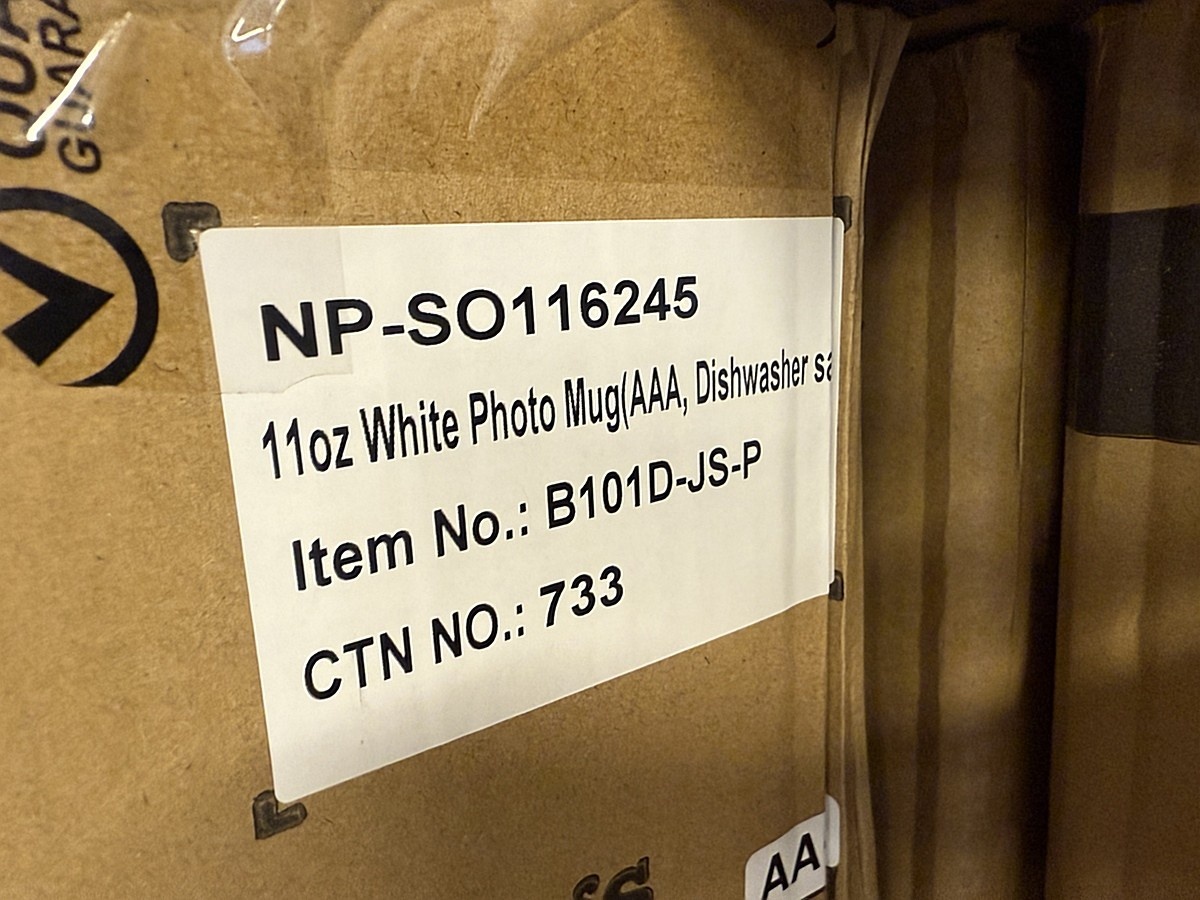 NP-SO116245
11oz White Photo Mug(AAA, Dishwasher sa
Item No.: B101D-JS-P
CTN NO.: 733
AA